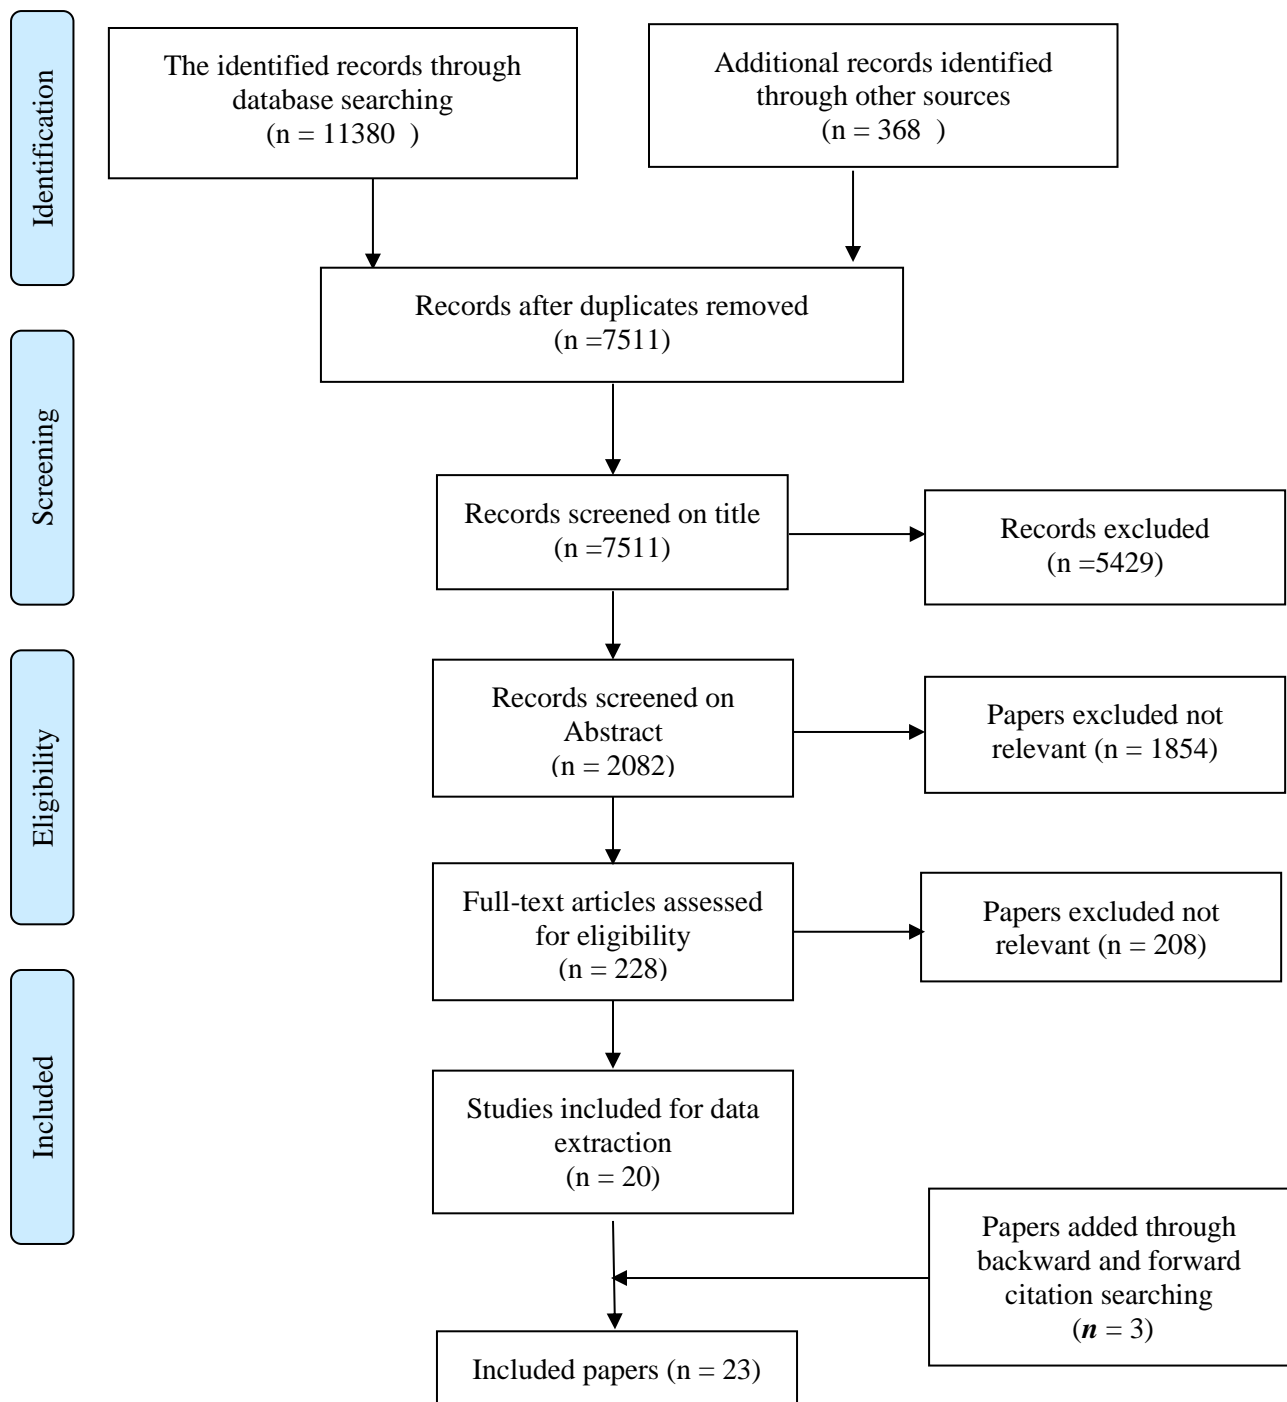 Identification
The identified records through
database searching
(n = 11380  )
Additional records identified
through other sources
(n = 368  )
Records after duplicates removed
(n =7511)
Screening
Records screened on title
(n =7511)
Records excluded
(n =5429)
Eligibility
Records screened on
Abstract
(n = 2082)
Papers excluded not
relevant (n = 1854)
Full-text articles assessed
for eligibility
(n = 228)
Papers excluded not
relevant (n = 208)
Included
Studies included for data
extraction
(n = 20)
Papers added through
backward and forward
citation searching
(n = 3)
Included papers (n = 23)